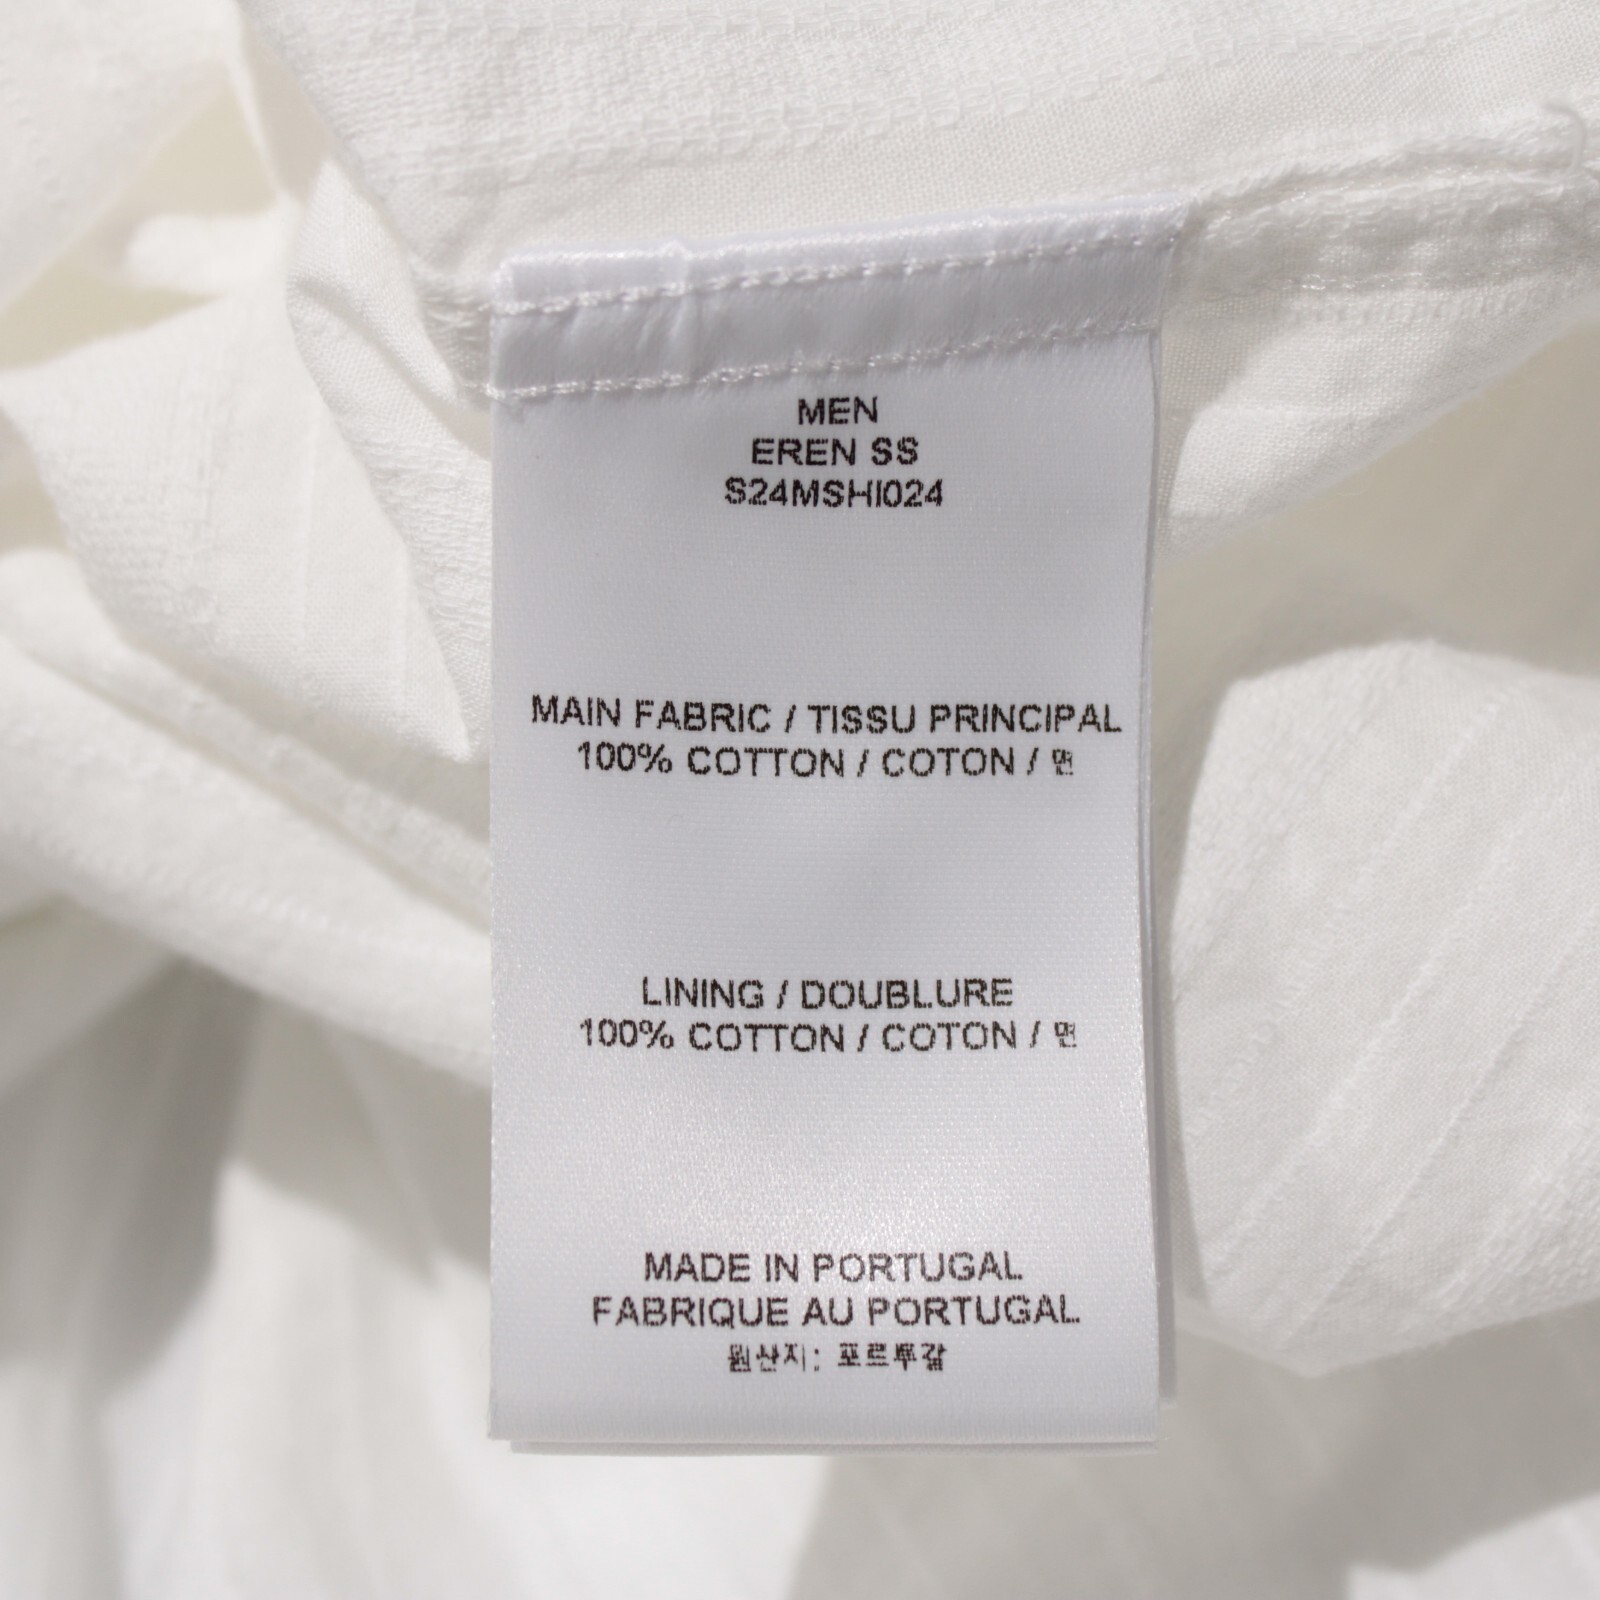 MEN
EREN SS
S24MSHI024
MAIN FABRIC / TISSU PRINCIPAL
100% COTTON / COTON / 면
LINING / DOUBLURE
100% COTTON / COTON / 면
MADE IN PORTUGAL
FABRIQUE AU PORTUGAL
원산지: 포르투갈